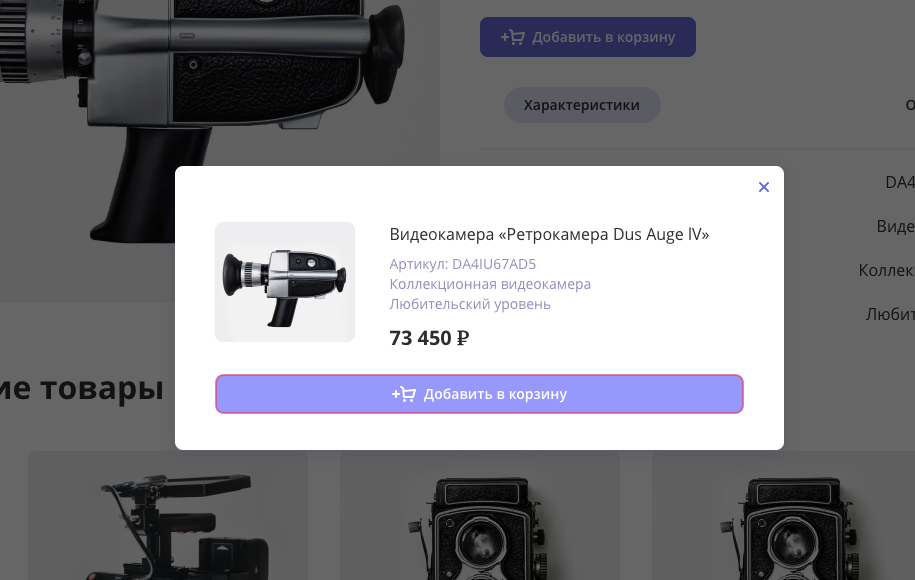 Добавить в корзину
Характеристики
О
DA4
Виде
Видеокамера «Ретрокамера Dus Auge lV»
Артикул: DA4IU67AD5
Коллек
Коллекционная видеокамера
Любительский уровень
Любит
73 450 ₽
ие товары
Добавить в корзину